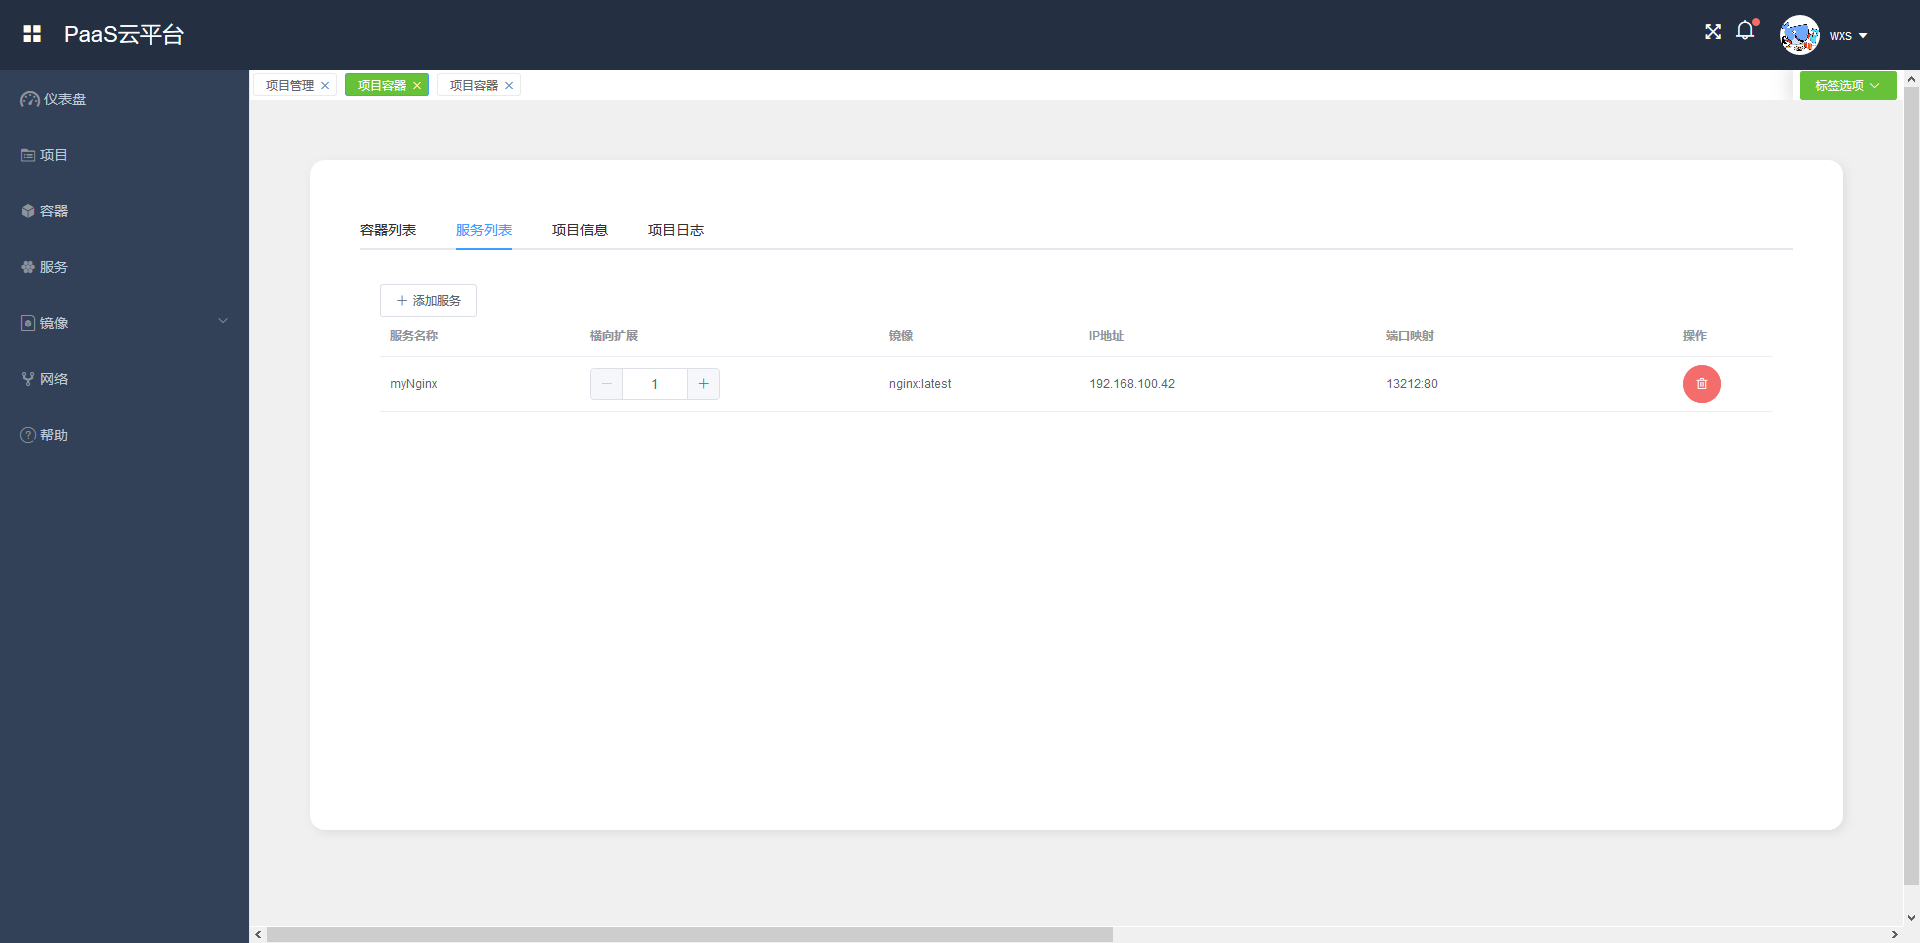 PaaS云平台
wxs
项目管理 项目容器 项目容器 标签选项
仪表盘
项目
容器
服务
镜像
网络
帮助
容器列表 服务列表 项目信息 项目日志
添加服务
服务名称 横向扩展 镜像 IP地址 端口映射 操作
myNginx 1 nginx:latest 192.168.100.42 13212:80